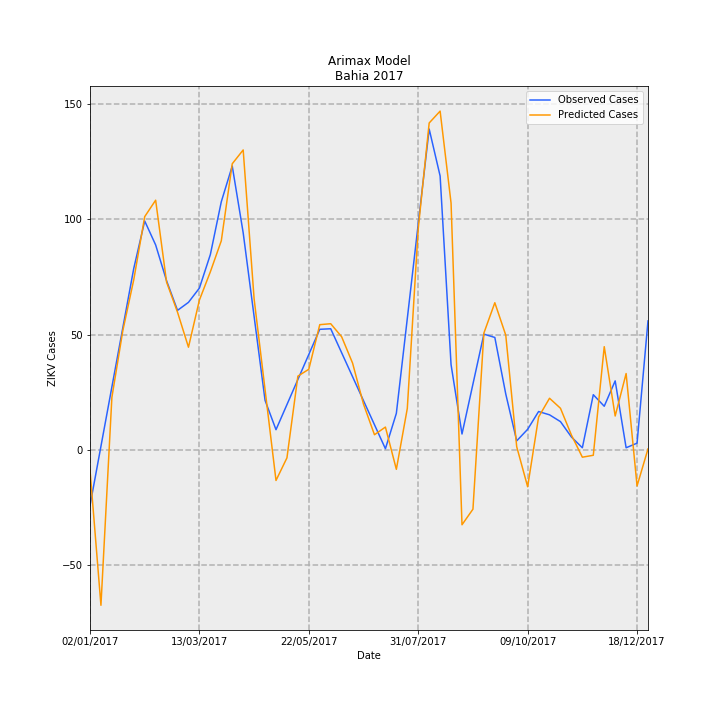 Arimax Model
Bahia 2017
Observed Cases
Predicted Cases
ZIKV Cases
150
100
50
0
−50
02/01/2017 13/03/2017 22/05/2017 31/07/2017 09/10/2017 18/12/2017
Date